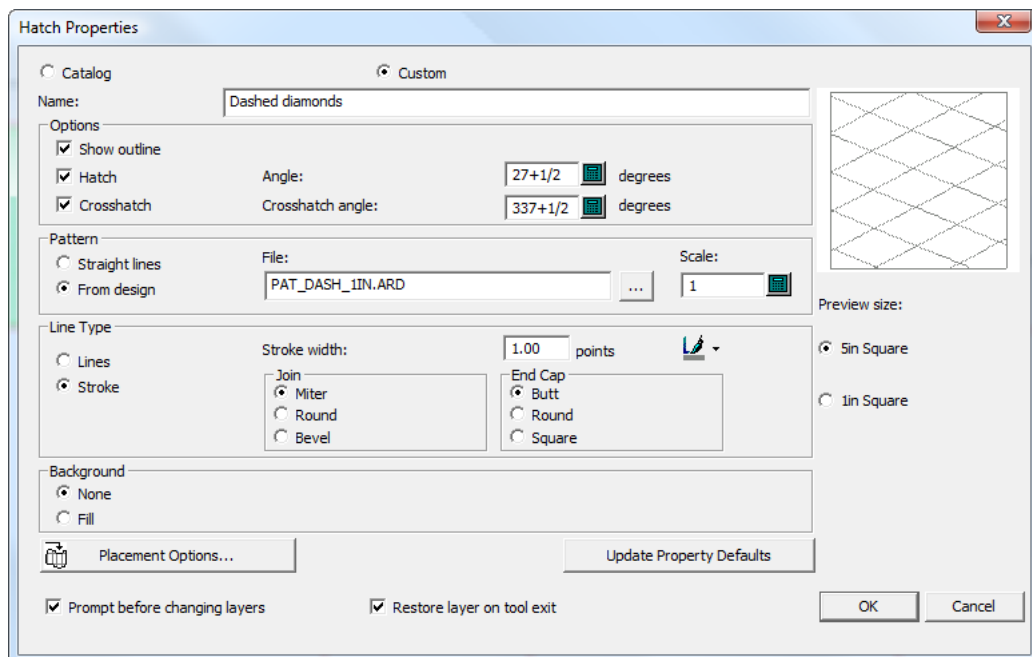 Hatch Properties
Catalog
Custom
Name:
Dashed diamonds
Options
Show outline
Hatch
Angle:
27+1/2
degrees
Crosshatch
Crosshatch angle:
337+1/2
degrees
Pattern
Straight lines
From design
File:
PAT_DASH_1IN.ARD
...
Scale:
1
Preview size:
5in Square
1in Square
Line Type
Lines
Stroke
Stroke width:
1.00
points
Join
Miter
Round
Bevel
End Cap
Butt
Round
Square
Background
None
Fill
Placement Options...
Update Property Defaults
Prompt before changing layers
Restore layer on tool exit
OK
Cancel